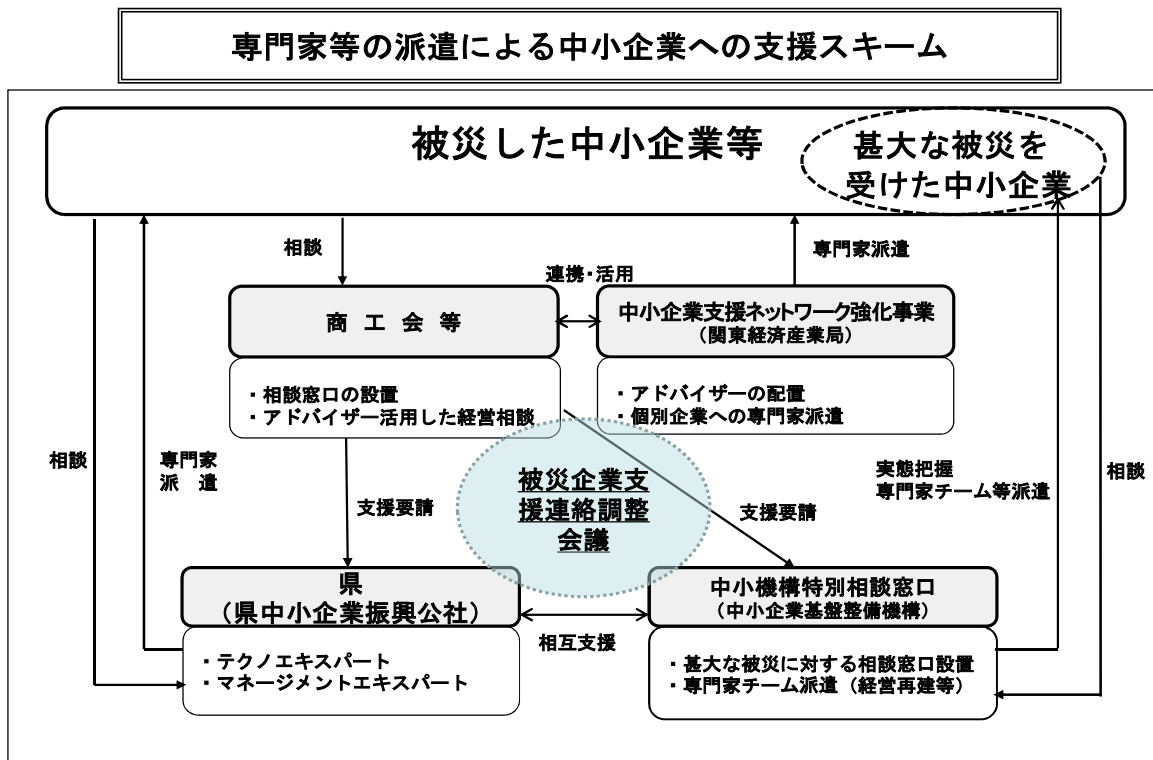 専門家等の派遣による中小企業への支援スキーム
被災した中小企業等
甚大な被災を
受けた中小企業
相談
専門家派遣
連携・活用
商 工 会 等
中小企業支援ネットワーク強化事業
（関東経済産業局）
・相談窓口の設置
・アドバイザー活用した経営相談
・アドバイザーの配置
・個別企業への専門家派遣
相談
専門家
派　遣
被災企業支
援連絡調整
会議
実態把握
専門家チーム等派遣
相談
支援要請
支援要請
県
（県中小企業振興公社）
中小機構特別相談窓口
（中小企業基盤整備機構）
相互支援
・テクノエキスパート
・マネージメントエキスパート
・甚大な被災に対する相談窓口設置
・専門家チーム派遣（経営再建等）